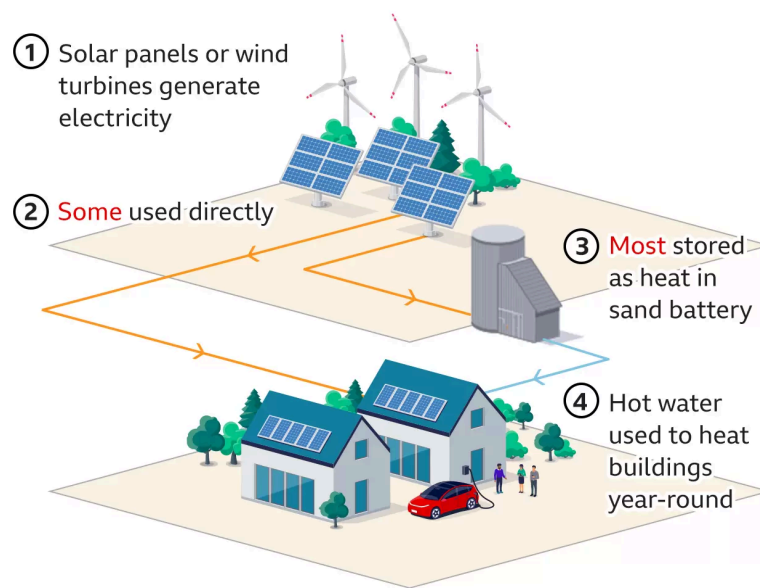 1 Solar panels or wind
turbines generate
electricity
2 Some used directly
3 Most stored
as heat in
sand battery
4 Hot water
used to heat
buildings
year-round